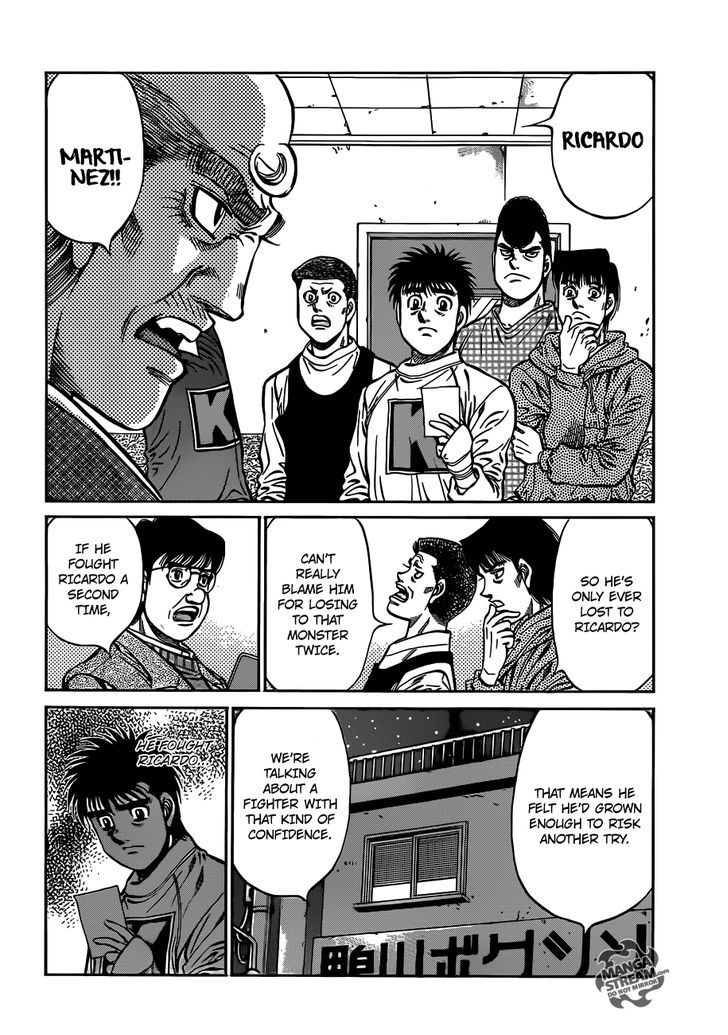 RICARDO
MARTI-
NEZ!!
K
K
SO HE'S
ONLY EVER
LOST TO
RICARDO?
CAN'T
REALLY
BLAME HIM
FOR LOSING
TO THAT
MONSTER
TWICE.
IF HE
FOUGHT
RICARDO A
SECOND
TIME,
THAT MEANS HE
FELT HE'D GROWN
ENOUGH TO RISK
ANOTHER TRY.
WE'RE
TALKING
ABOUT A
FIGHTER WITH
THAT KIND OF
CONFIDENCE.
鴨川ボクシン
HE FOUGHT
RICARDO.
MANGA
STREAM.com
DO NOT MIRROR